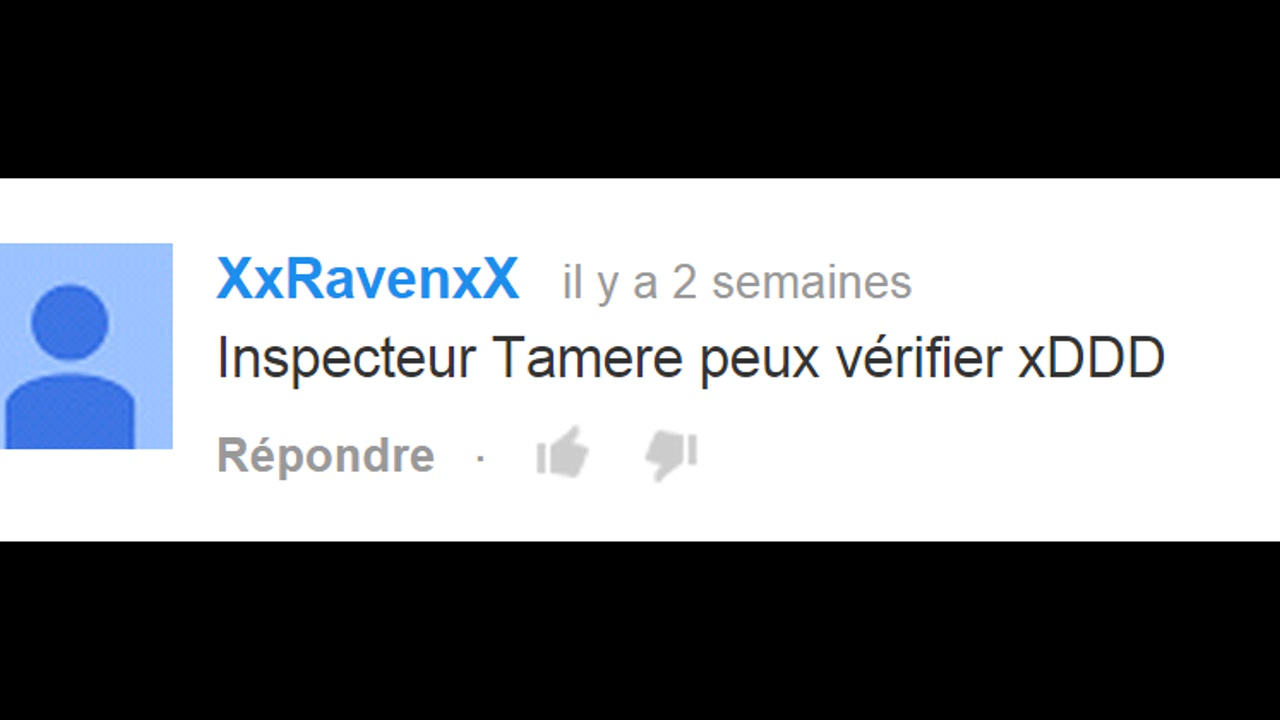 XxRavenxX il y a 2 semaines
Inspecteur Tamere peux vérifier xDDD
Répondre ·